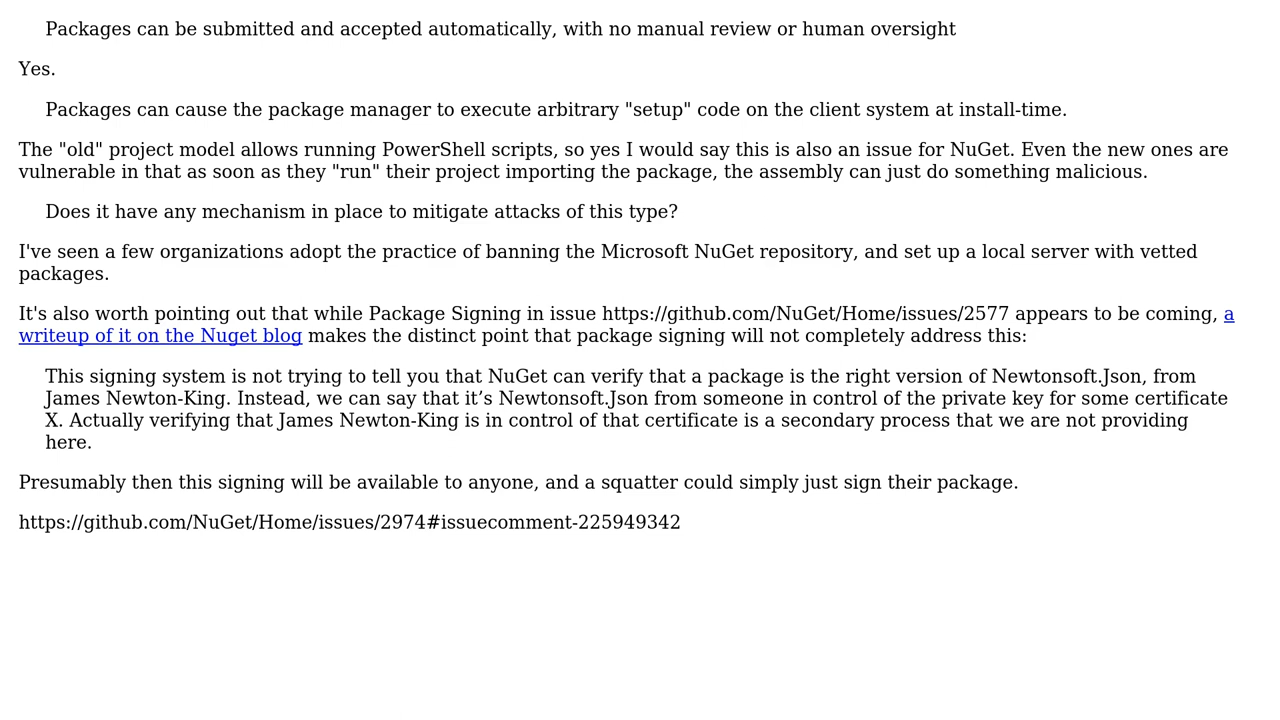 Packages can be submitted and accepted automatically, with no manual review or human oversight
Yes.
Packages can cause the package manager to execute arbitrary "setup" code on the client system at install-time.
The "old" project model allows running PowerShell scripts, so yes I would say this is also an issue for NuGet. Even the new ones are
vulnerable in that as soon as they "run" their project importing the package, the assembly can just do something malicious.
Does it have any mechanism in place to mitigate attacks of this type?
I've seen a few organizations adopt the practice of banning the Microsoft NuGet repository, and set up a local server with vetted
packages.
It's also worth pointing out that while Package Signing in issue https://github.com/NuGet/Home/issues/2577 appears to be coming, a
writeup of it on the Nuget blog makes the distinct point that package signing will not completely address this:
This signing system is not trying to tell you that NuGet can verify that a package is the right version of Newtonsoft.Json, from
James Newton-King. Instead, we can say that it’s Newtonsoft.Json from someone in control of the private key for some certificate
X. Actually verifying that James Newton-King is in control of that certificate is a secondary process that we are not providing
here.
Presumably then this signing will be available to anyone, and a squatter could simply just sign their package.
https://github.com/NuGet/Home/issues/2974#issuecomment-225949342